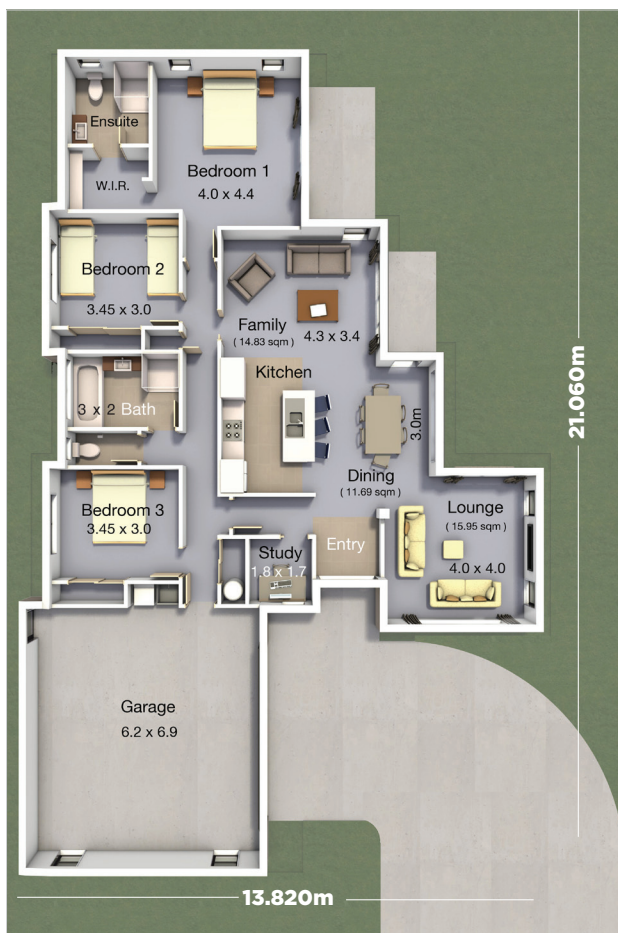 Ensuite
Bedroom 1
4.0 x 4.4
W.I.R.
Bedroom 2
3.45 x 3.0
Family
( 14.83 sqm )
4.3 x 3.4
Kitchen
3 x 2 Bath
3.0m
Dining
( 11.69 sqm )
Bedroom 3
3.45 x 3.0
Lounge
( 15.95 sqm )
4.0 x 4.0
Study
1.8 x 1.7
Entry
Garage
6.2 x 6.9
21.060m
13.820m